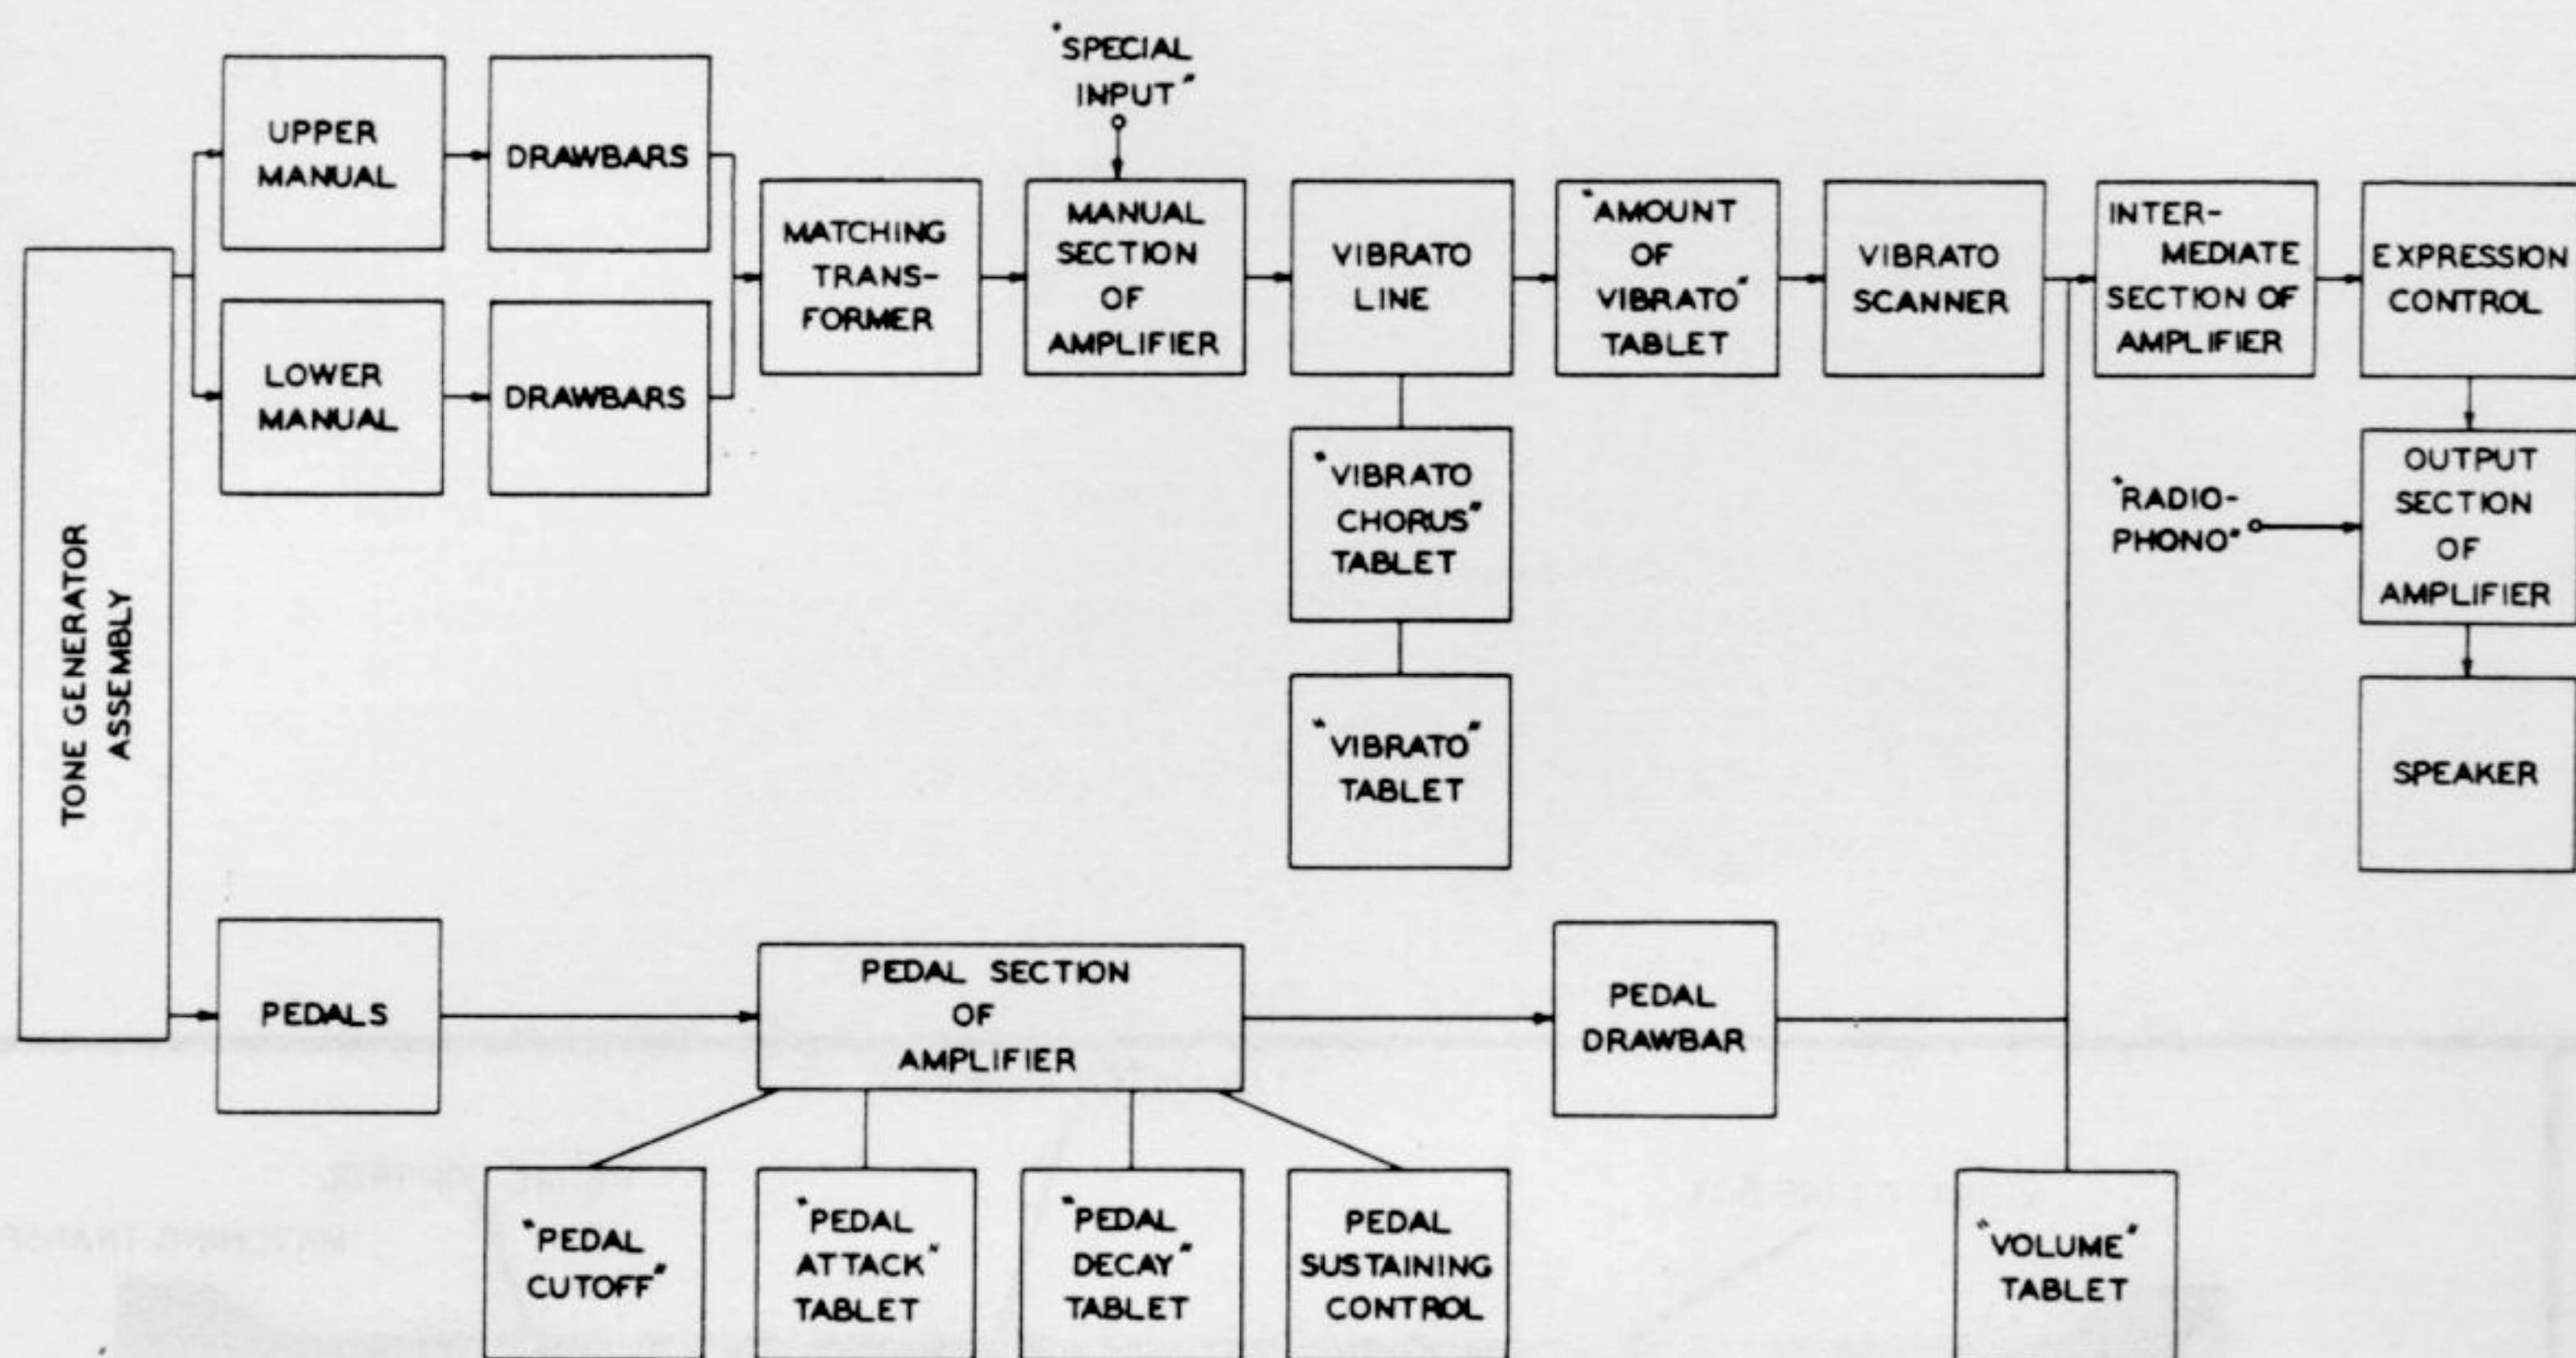 "SPECIAL
INPUT"
UPPER
MANUAL
DRAWBARS
LOWER
MANUAL
DRAWBARS
MATCHING
TRANS-
FORMER
MANUAL
SECTION
OF
AMPLIFIER
VIBRATO
LINE
"AMOUNT
OF
VIBRATO"
TABLET
VIBRATO
SCANNER
INTER-
MEDIATE
SECTION OF
AMPLIFIER
EXPRESSION
CONTROL
"VIBRATO
CHORUS"
TABLET
"VIBRATO"
TABLET
"RADIO-
PHONO"
OUTPUT
SECTION
OF
AMPLIFIER
SPEAKER
TONE GENERATOR
ASSEMBLY
PEDALS
PEDAL SECTION
OF
AMPLIFIER
PEDAL
DRAWBAR
"PEDAL
CUTOFF"
"PEDAL
ATTACK"
TABLET
"PEDAL
DECAY"
TABLET
PEDAL
SUSTAINING
CONTROL
"VOLUME"
TABLET